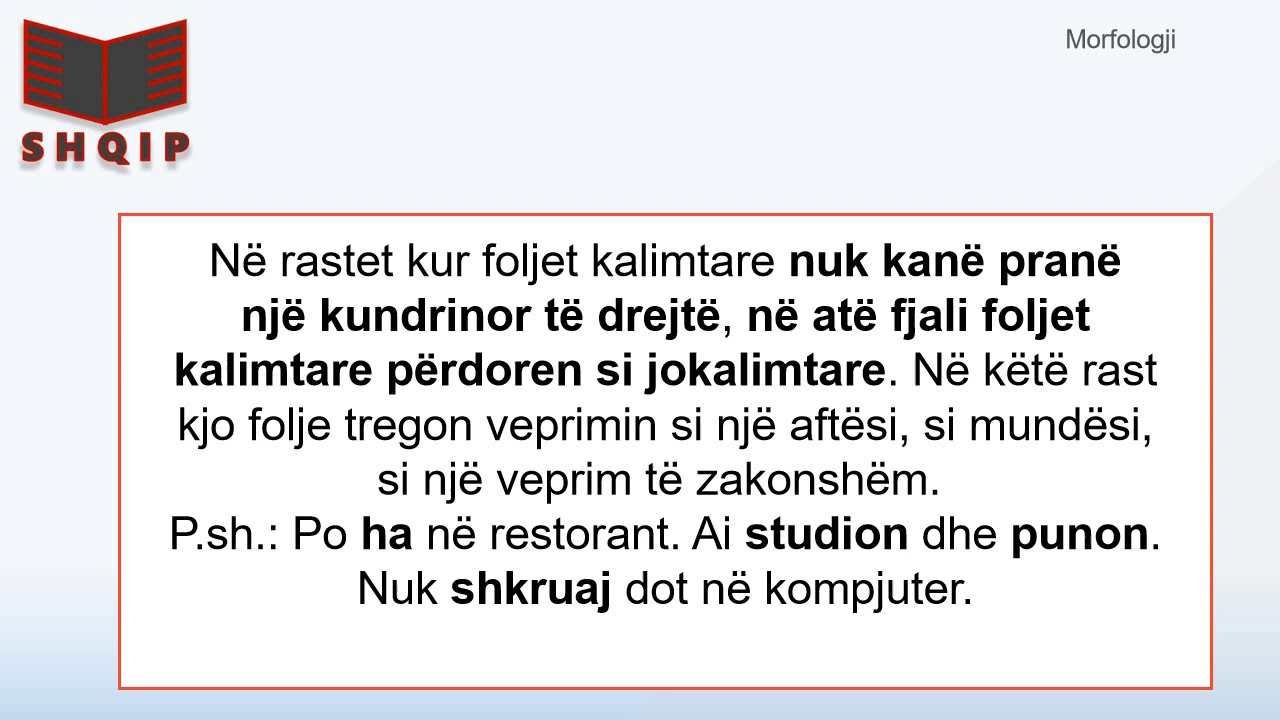 Morfologji
SHQIP
Në rastet kur foljet kalimtare nuk kanë pranë
një kundrinor të drejtë, në atë fjali foljet
kalimtare përdoren si jokalimtare. Në këtë rast
kjo folje tregon veprimin si një aftësi, si mundësi,
si një veprim të zakonshëm.
P.sh.: Po ha në restorant. Ai studion dhe punon.
Nuk shkruaj dot në kompjuter.